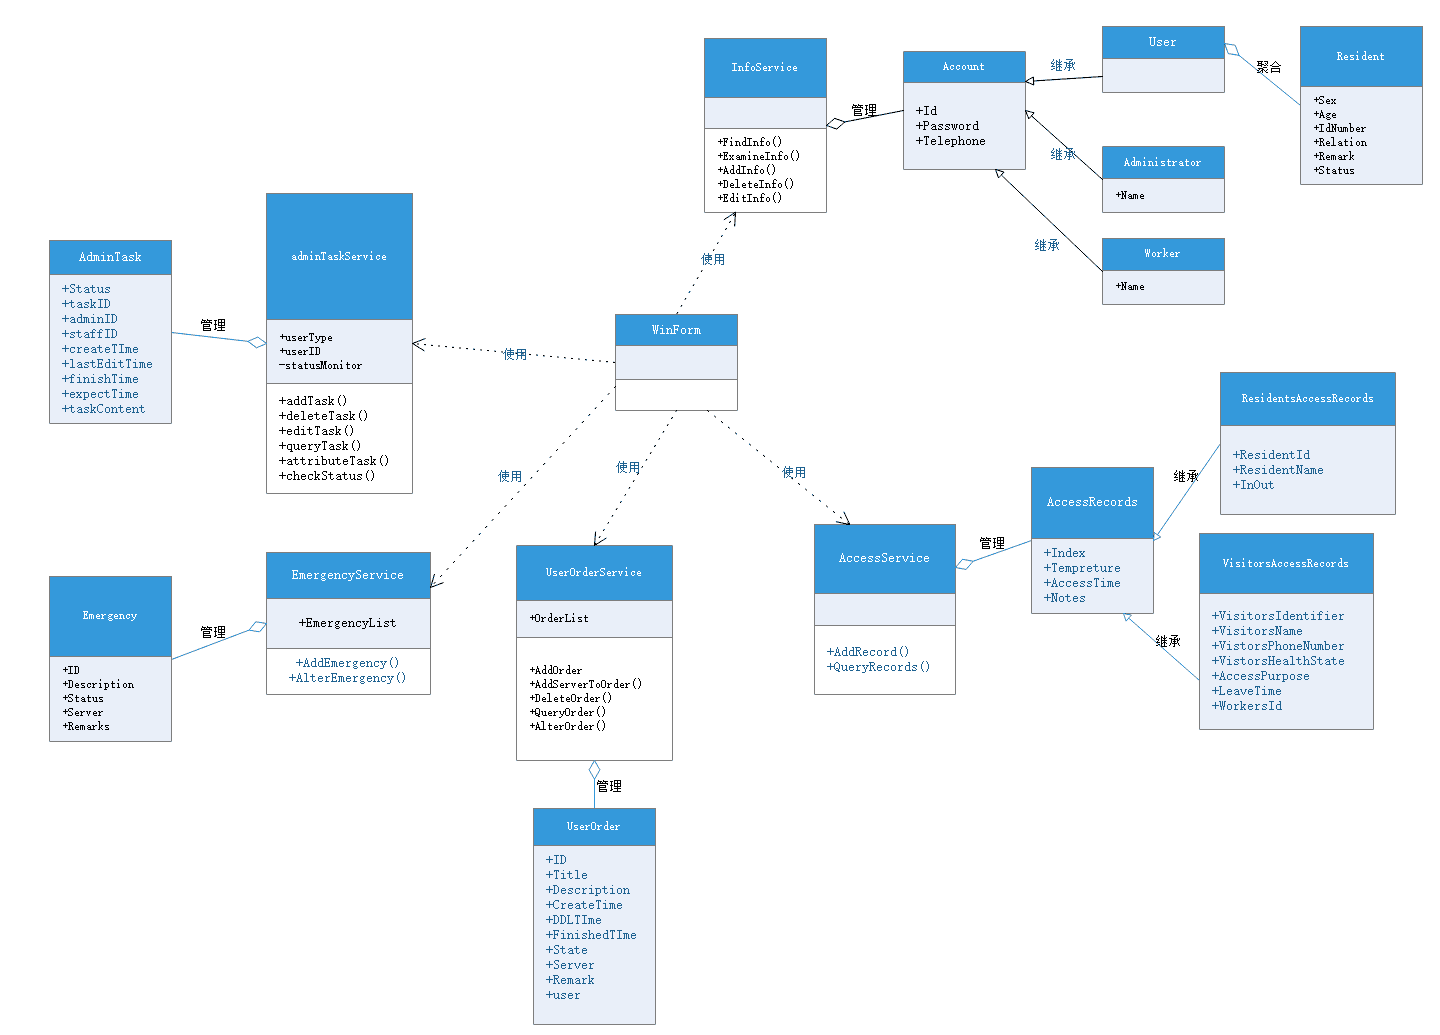 InfoService
+FindInfo()
+ExamineInfo()
+AddInfo()
+DeleteInfo()
+EditInfo()
管理
Account
+Id
+Password
+Telephone
继承
User
聚合
Resident
+Sex
+Age
+IdNumber
+Relation
+Remark
+Status
继承
Administrator
+Name
继承
Worker
+Name
使用
AdminTask
+Status
+taskID
+adminID
+staffID
+createTIme
+lastEditTime
+finishTime
+expectTime
+taskContent
管理
adminTaskService
+userType
+userID
-statusMonitor
+addTask()
+deleteTask()
+editTask()
+queryTask()
+attributeTask()
+checkStatus()
使用
WinForm
使用
使用
使用
Emergency
+ID
+Description
+Status
+Server
+Remarks
管理
EmergencyService
+EmergencyList
+AddEmergency()
+AlterEmergency()
UserOrderService
+OrderList
+AddOrder
+AddServerToOrder()
+DeleteOrder()
+QueryOrder()
+AlterOrder()
管理
UserOrder
+ID
+Title
+Description
+CreateTime
+DDLTIme
+FinishedTIme
+State
+Server
+Remark
+user
AccessService
+AddRecord()
+QueryRecords()
管理
AccessRecords
+Index
+Tempreture
+AccessTime
+Notes
继承
ResidentsAccessRecords
+ResidentId
+ResidentName
+InOut
继承
VisitorsAccessRecords
+VisitorsIdentifier
+VisitorsName
+VistorsPhoneNumber
+VistorsHealthState
+AccessPurpose
+LeaveTime
+WorkersId